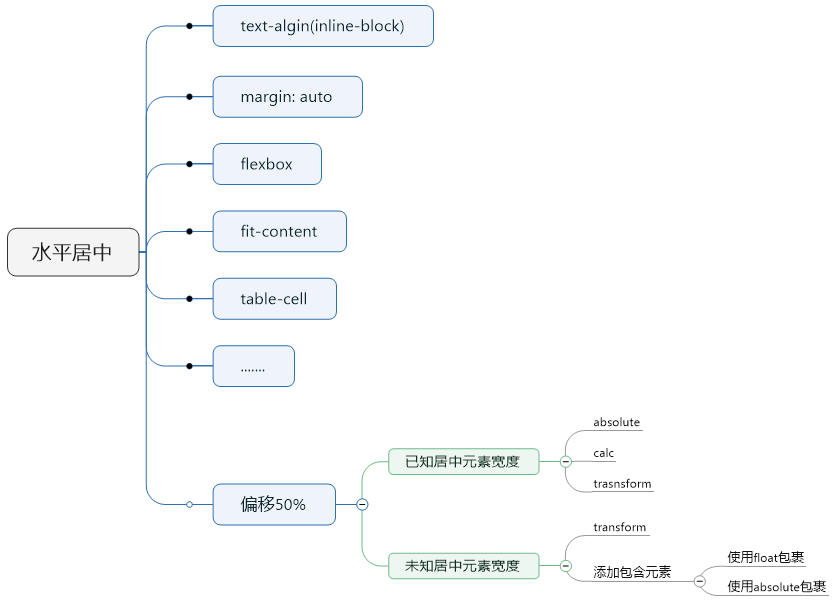 text-algin(inline-block)
margin: auto
flexbox
水平居中
fit-content
table-cell
.......
偏移50%
已知居中元素宽度
absolute
calc
trasnsform
未知居中元素宽度
transform
添加包含元素
使用float包裹
使用absolute包裹